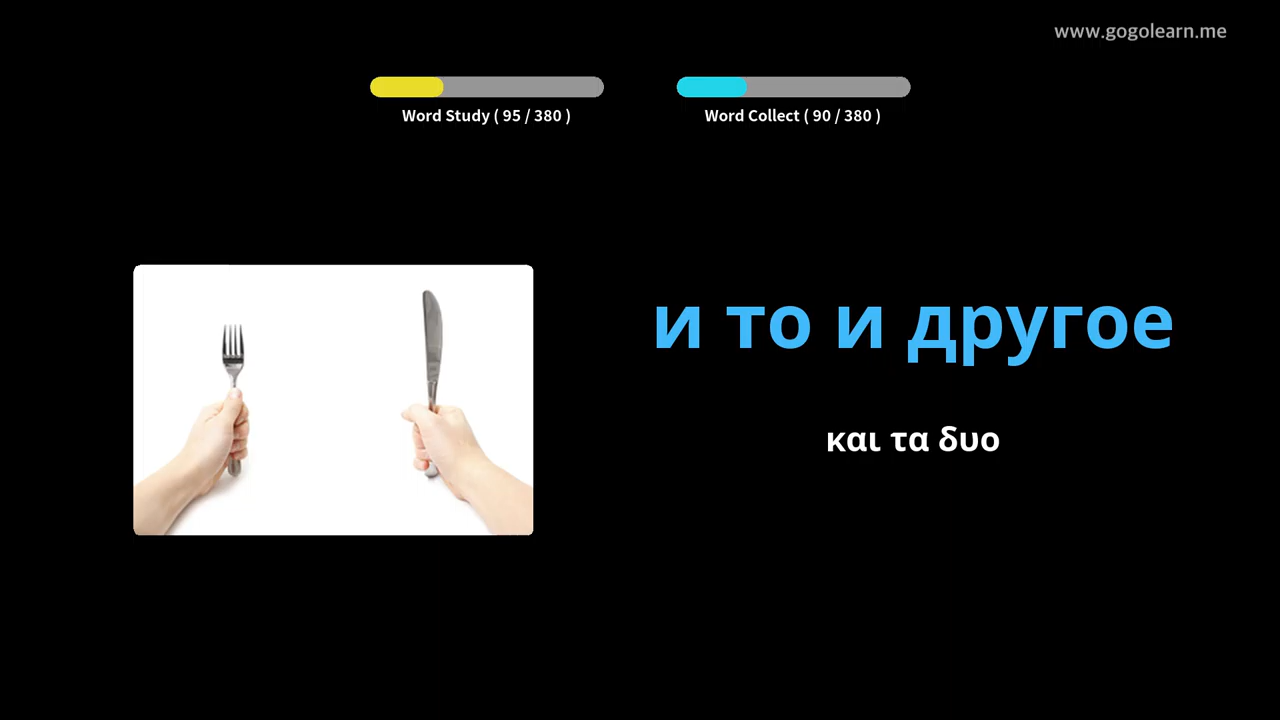 www.gogolearn.me
Word Study ( 95 / 380 )
Word Collect ( 90 / 380 )
и то и другое
και τα δυο